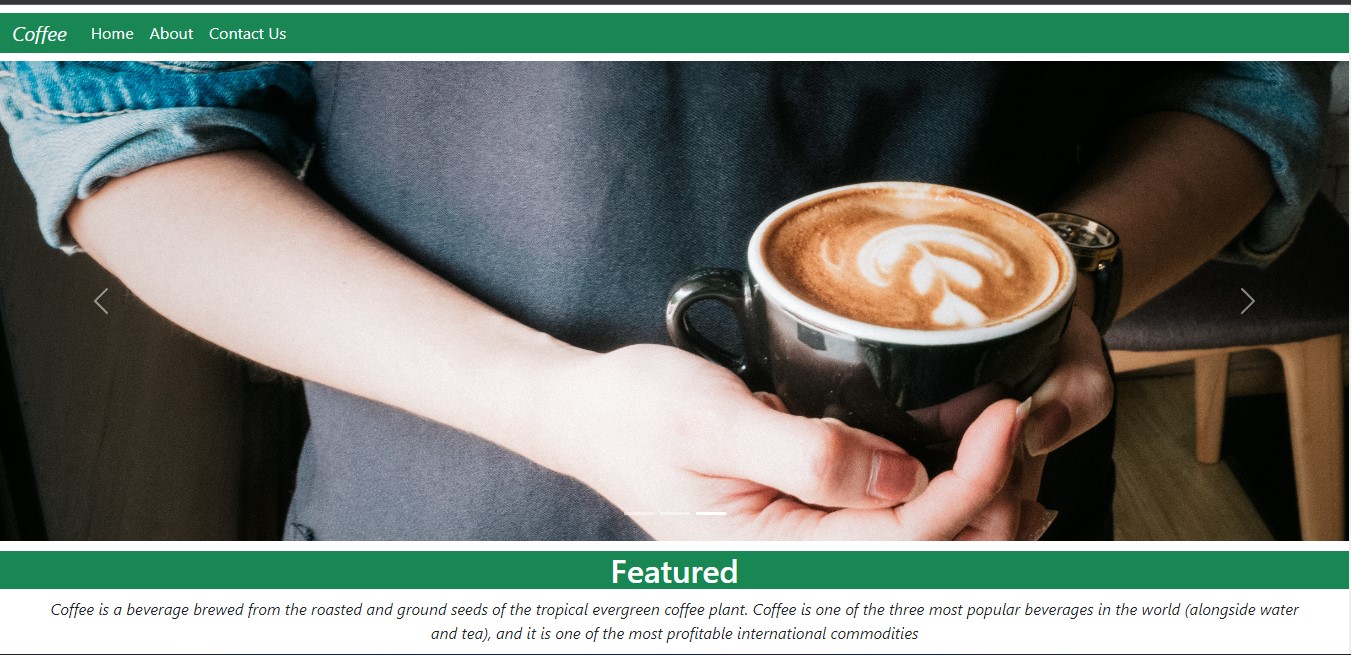 Coffee Home About Contact Us
Featured
Coffee is a beverage brewed from the roasted and ground seeds of the tropical evergreen coffee plant. Coffee is one of the three most popular beverages in the world (alongside water
and tea), and it is one of the most profitable international commodities